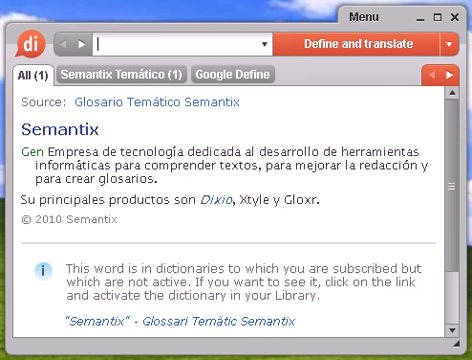 Menu
di
Define and translate
All (1)
Semantix Temático (1)
Google Define
Source: Glosario Temático Semantix
Semantix
Gen Empresa de tecnología dedicada al desarrollo de herramientas
informáticas para comprender textos, para mejorar la redacción y
para crear glosarios.
Su principales producton son Dixio, Xtyle y Gloxr.
© 2010 Semantix
i
This word is in dictionaries to which you are subscribed but
which are not active. If you want to see it, click on the link
and activate the dictionary in your Library.
"Semantix" - Glossari Temàtic Semantix